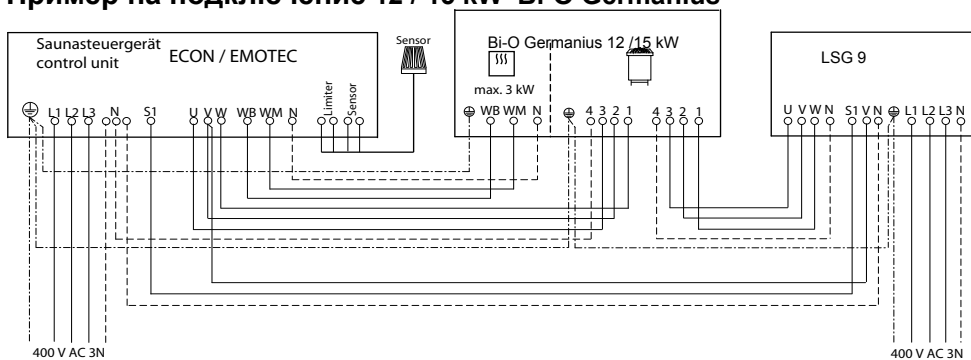 Пример на подключение 12 / 15 kW Bi-O Germanius
Saunasteuergerät
control unit
ECON / EMOTEC
Limiter
Sensor
L1 L2 L3 N S1 U V W WB WM N
Sensor
Bi-O Germanius 12 /15 kW
max. 3 kW
WB WM N 4 3 2 1 4 3 2 1
LSG 9
U V W N S1 V N L1 L2 L3 N
400 V AC 3N
400 V AC 3N